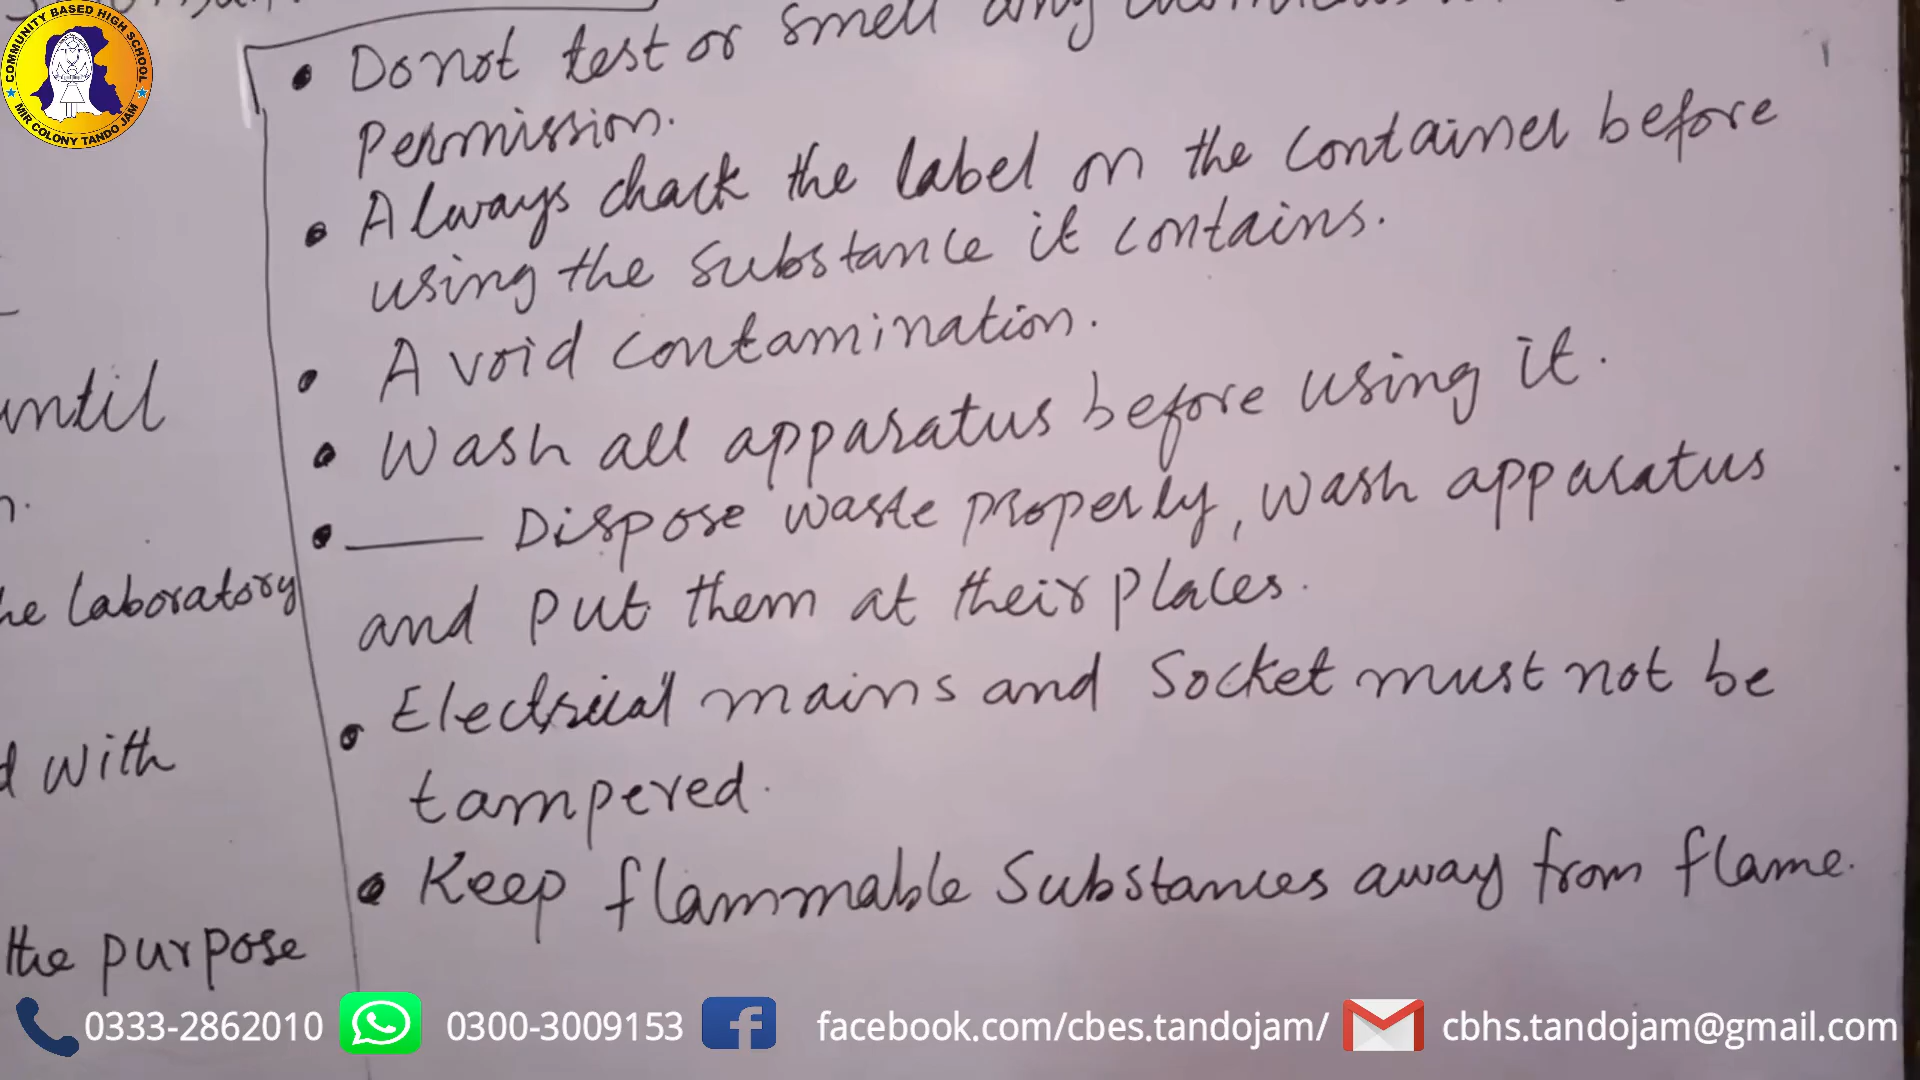 COMMUNITY BASED HIGH SCHOOL
MIR COLONY TANDO JAM
until
n.
he laboratory
d with
the purpose
• Do not test or smell any
Permission.
• Always chack the label on the container before
using the substance it contains.
• Avoid contamination.
• Wash all apparatus before using it.
• ____ Dispose waste properly, wash apparatus
and put them at their places.
• Electrical mains and Socket must not be
tampered.
• Keep flammable Substances away from flame.
0333-2862010 0300-3009153 facebook.com/cbes.tandojam/ cbhs.tandojam@gmail.com